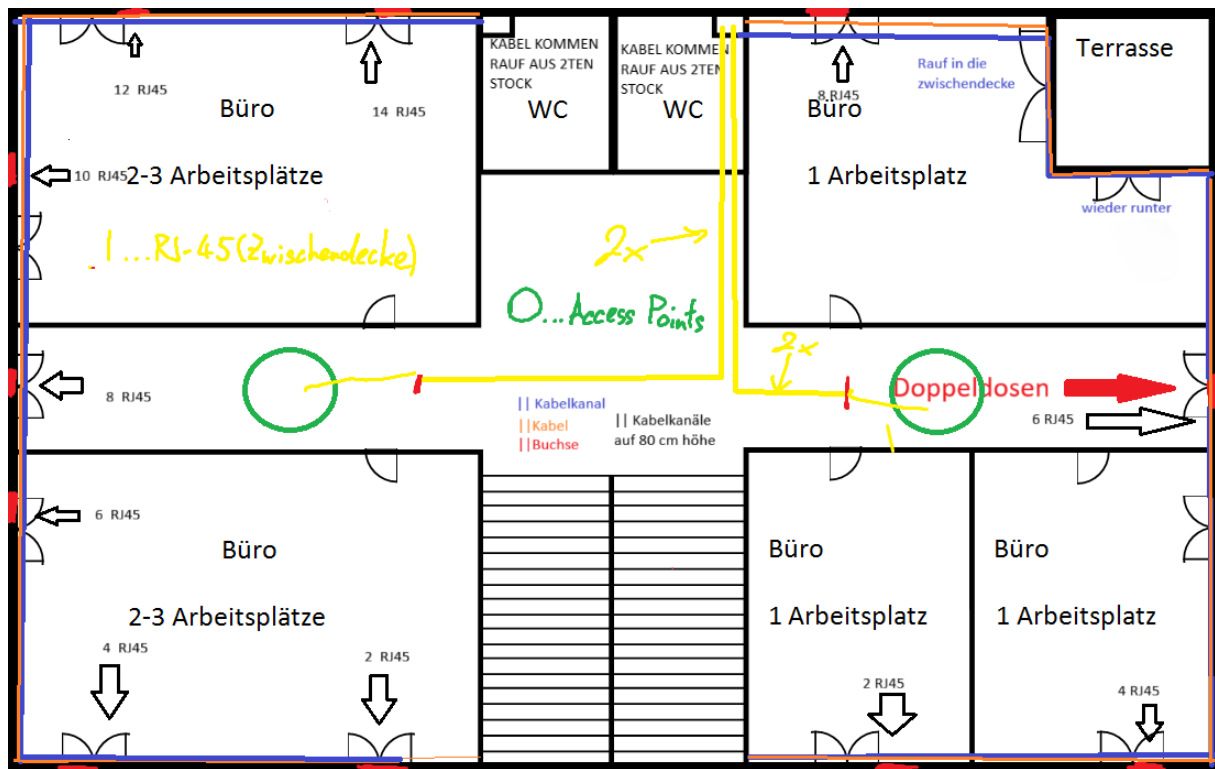 KABEL KOMMEN
RAUF AUS 2TEN
STOCK
WC
KABEL KOMMEN
RAUF AUS 2TEN
STOCK
WC
Terrasse
Rauf in die
zwischendecke
12 RJ45
14 RJ45
8 RJ45
Büro
Büro
10 RJ45
2-3 Arbeitsplätze
1 Arbeitsplatz
wieder runter
| ... RJ-45 (Zwischendecke)
2x
O... Access Points
2x
8 RJ45
Doppeldosen
|| Kabelkanal
||Kabel
||Buchse
|| Kabelkanäle
auf 80 cm höhe
6 RJ45
6 RJ45
Büro
2-3 Arbeitsplätze
Büro
1 Arbeitsplatz
Büro
1 Arbeitsplatz
4 RJ45
2 RJ45
2 RJ45
4 RJ45